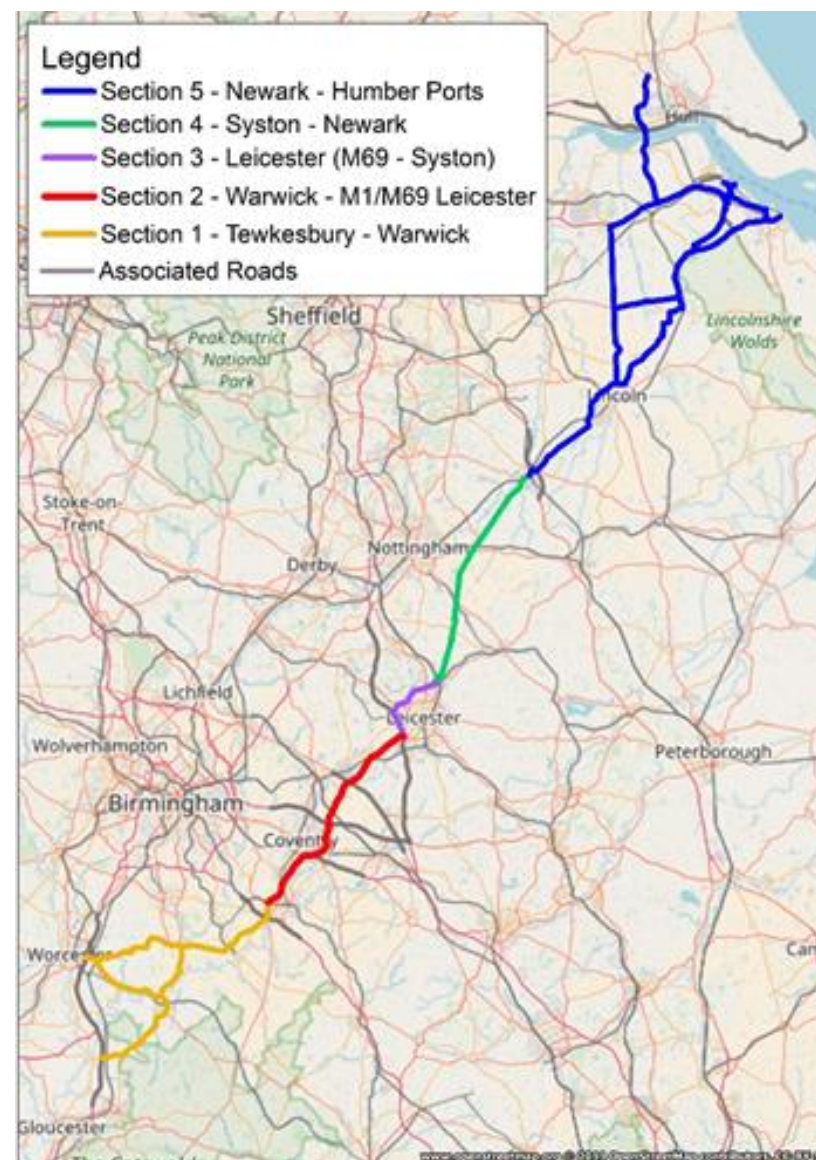 Legend
Section 5 - Newark - Humber Ports
Section 4 - Syston - Newark
Section 3 - Leicester (M69 - Syston)
Section 2 - Warwick - M1/M69 Leicester
Section 1 - Tewkesbury - Warwick
Associated Roads
Hull
Sheffield
Peak District
National
Park
Lincolnshire
Wolds
Lincoln
Stoke-on-
Trent
Nottingham
Derby
Lichfield
Leicester
Wolverhampton
Peterborough
Birmingham
Coventry
Worcester
Can
Gloucester